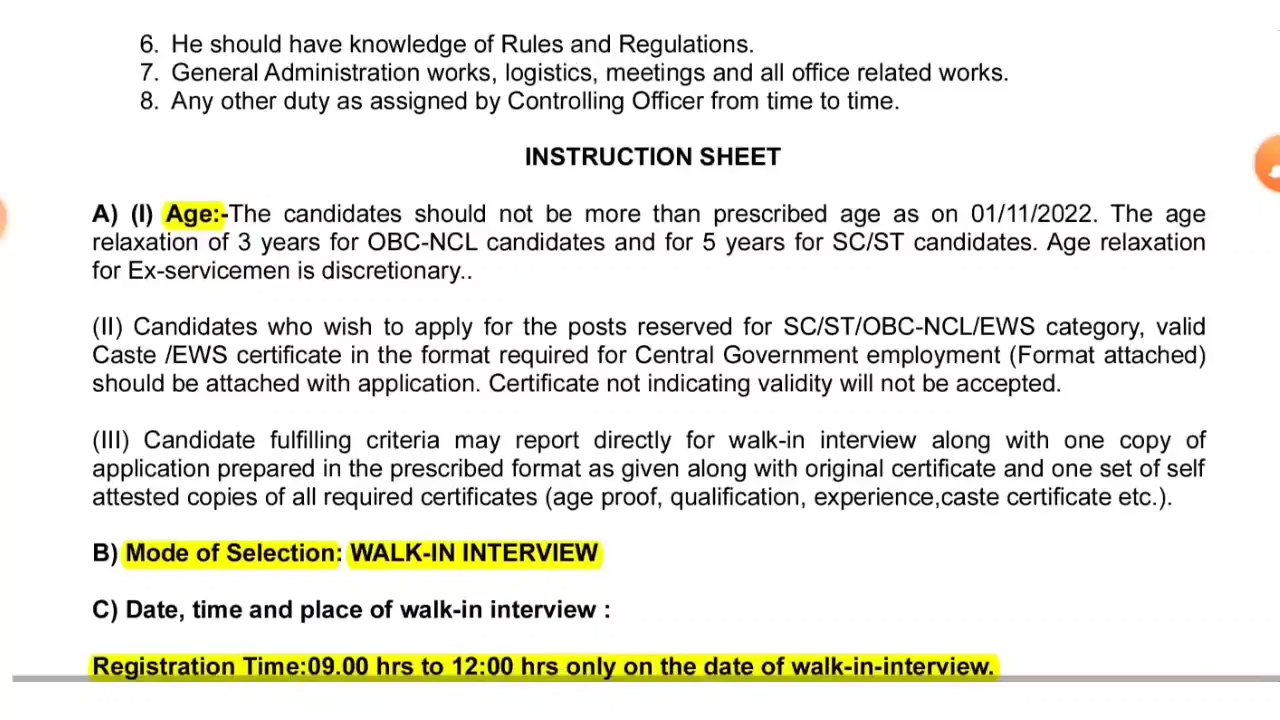 6. He should have knowledge of Rules and Regulations.
7. General Administration works, logistics, meetings and all office related works.
8. Any other duty as assigned by Controlling Officer from time to time.
INSTRUCTION SHEET
A) (I) Age:-The candidates should not be more than prescribed age as on 01/11/2022. The age
relaxation of 3 years for OBC-NCL candidates and for 5 years for SC/ST candidates. Age relaxation
for Ex-servicemen is discretionary..
(II) Candidates who wish to apply for the posts reserved for SC/ST/OBC-NCL/EWS category, valid
Caste /EWS certificate in the format required for Central Government employment (Format attached)
should be attached with application. Certificate not indicating validity will not be accepted.
(III) Candidate fulfilling criteria may report directly for walk-in interview along with one copy of
application prepared in the prescribed format as given along with original certificate and one set of self
attested copies of all required certificates (age proof, qualification, experience,caste certificate etc.).
B) Mode of Selection: WALK-IN INTERVIEW
C) Date, time and place of walk-in interview :
Registration Time:09.00 hrs to 12:00 hrs only on the date of walk-in-interview.